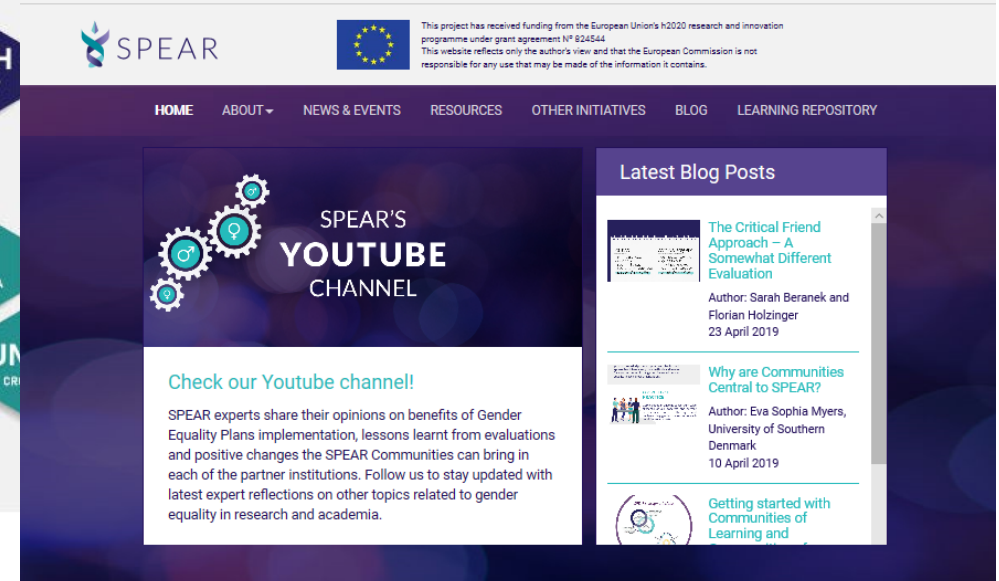 SPEAR
This project has received funding from the European Union's h2020 research and innovation
programme under grant agreement Nº 824544
This website reflects only the author's view and that the European Commission is not
responsible for any use that may be made of the information it contains.
HOME ABOUT NEWS & EVENTS RESOURCES OTHER INITIATIVES BLOG LEARNING REPOSITORY
SPEAR'S
YOUTUBE
CHANNEL
Check our Youtube channel!
SPEAR experts share their opinions on benefits of Gender
Equality Plans implementation, lessons learnt from evaluations
and positive changes the SPEAR Communities can bring in
each of the partner institutions. Follow us to stay updated with
latest expert reflections on other topics related to gender
equality in research and academia.
Latest Blog Posts
The Critical Friend
Approach – A
Somewhat Different
Evaluation
Author: Sarah Beranek and
Florian Holzinger
23 April 2019
Why are Communities
Central to SPEAR?
Author: Eva Sophia Myers,
University of Southern
Denmark
10 April 2019
Getting started with
Communities of
Learning and